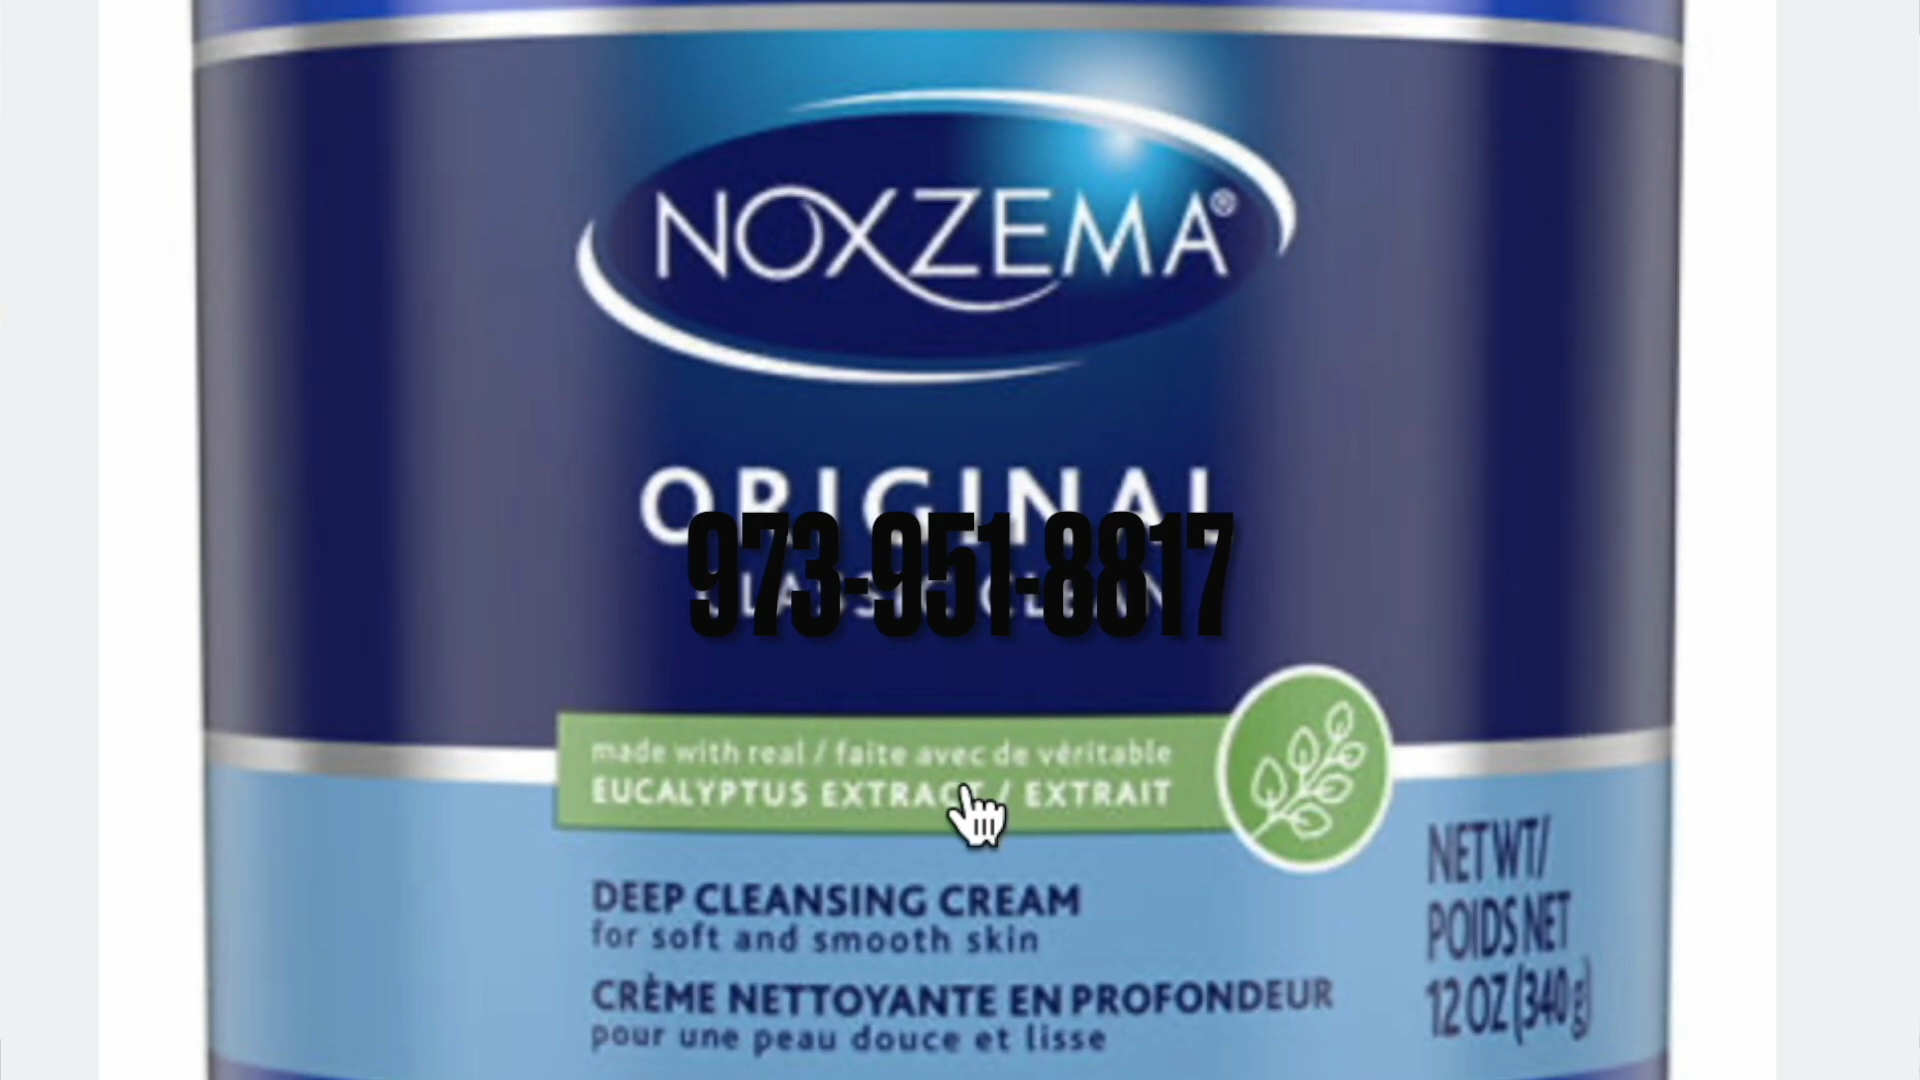 NOXZEMA®
ORIGINAL
CLASSIC CLEAN
973-951-8817
made with real / faite avec de véritable
EUCALYPTUS EXTRACT / EXTRAIT
DEEP CLEANSING CREAM
for soft and smooth skin
CRÈME NETTOYANTE EN PROFONDEUR
pour une peau douce et lisse
NET WT/
POIDS NET
12 OZ (340 g)